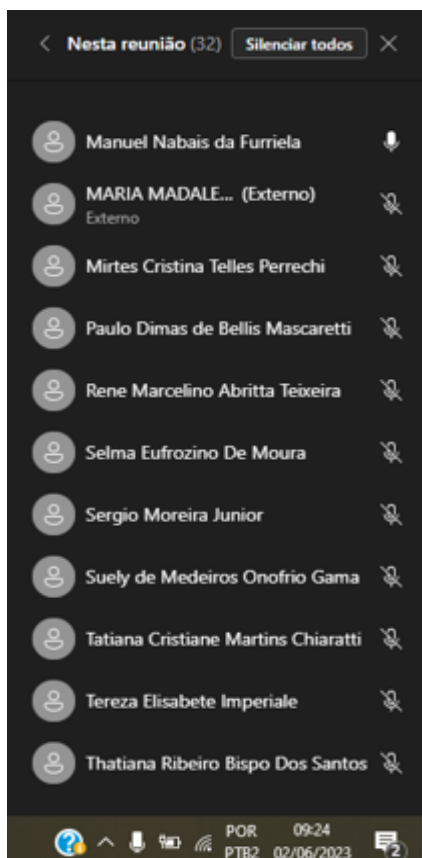 Nesta reunião (32) Silenciar todos
Manuel Nabais da Furriela
MARIA MADALE... (Externo)
Externo
Mirtes Cristina Telles Perrechi
Paulo Dimas de Bellis Mascaretti
Rene Marcelino Abritta Teixeira
Selma Eufrozino De Moura
Sergio Moreira Junior
Suely de Medeiros Onofrio Gama
Tatiana Cristiane Martins Chiaratti
Tereza Elisabete Imperiale
Thatiana Ribeiro Bispo Dos Santos
POR 09:24
PTB2 02/06/2023 2